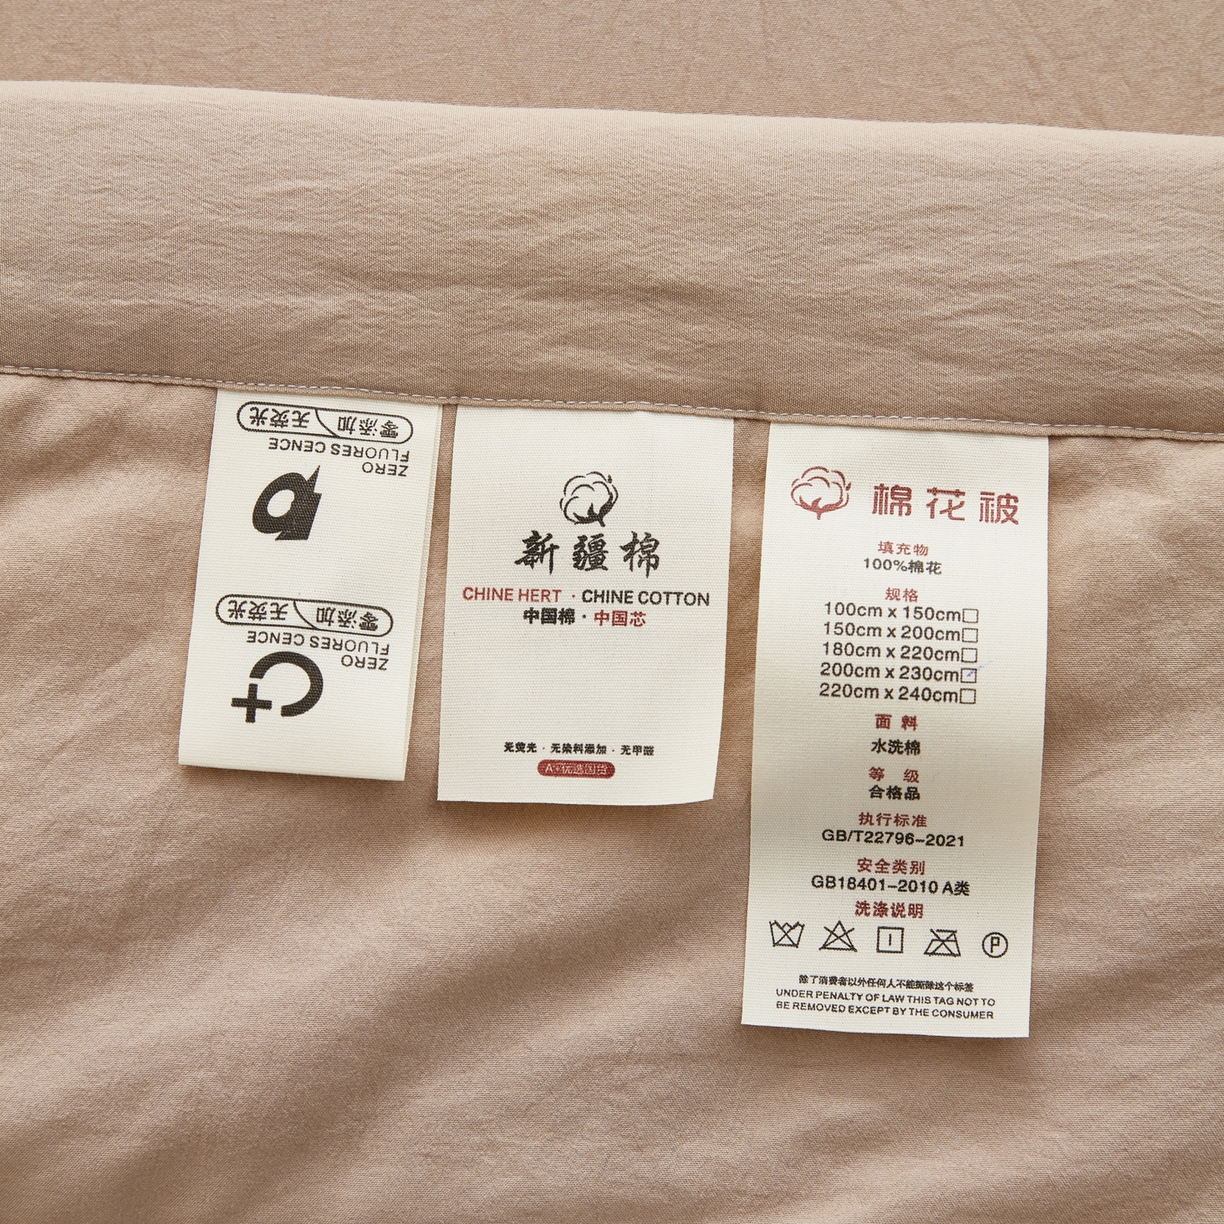 无荧光 零添加
ZERO
FLUORES CENCE
无荧光 零添加
ZERO
FLUORES CENCE
C+
新疆棉
CHINE HERT · CHINE COTTON
中国棉 · 中国芯
无荧光 · 无染料添加 · 无甲醛
A+优选国货
棉花被
填充物
100%棉花
规格
100cm x 150cm□
150cm x 200cm□
180cm x 220cm□
200cm x 230cm☑
220cm x 240cm□
面 料
水洗棉
等 级
合格品
执行标准
GB/T22796-2021
安全类别
GB18401-2010 A类
洗涤说明
P
除了消费者以外任何人不能撕除这个标签
UNDER PENALTY OF LAW THIS TAG NOT TO
BE REMOVED EXCEPT BY THE CONSUMER